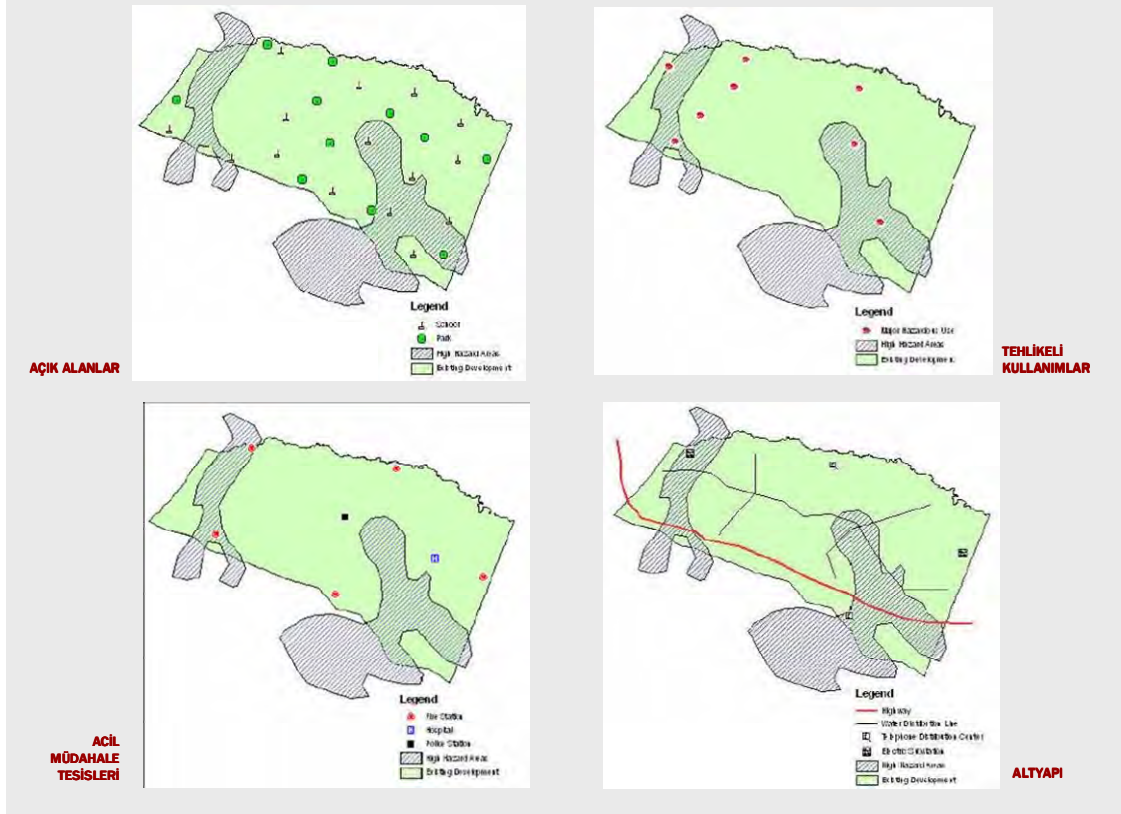 Legend
School
Park
High Hazard Areas
Existing Development
AÇIK ALANLAR
Legend
Major Hazardous Use
High Hazard Areas
Existing Development
TEHLİKELİ
KULLANIMLAR
H
Legend
Fire Station
H Hospital
Police Station
High Hazard Areas
Existing Development
ACİL
MÜDAHALE
TESİSLERİ
Legend
Highway
Water Distribution Line
Telephone Distribution Center
Electric Substation
High Hazard Areas
Existing Development
ALTYAPI